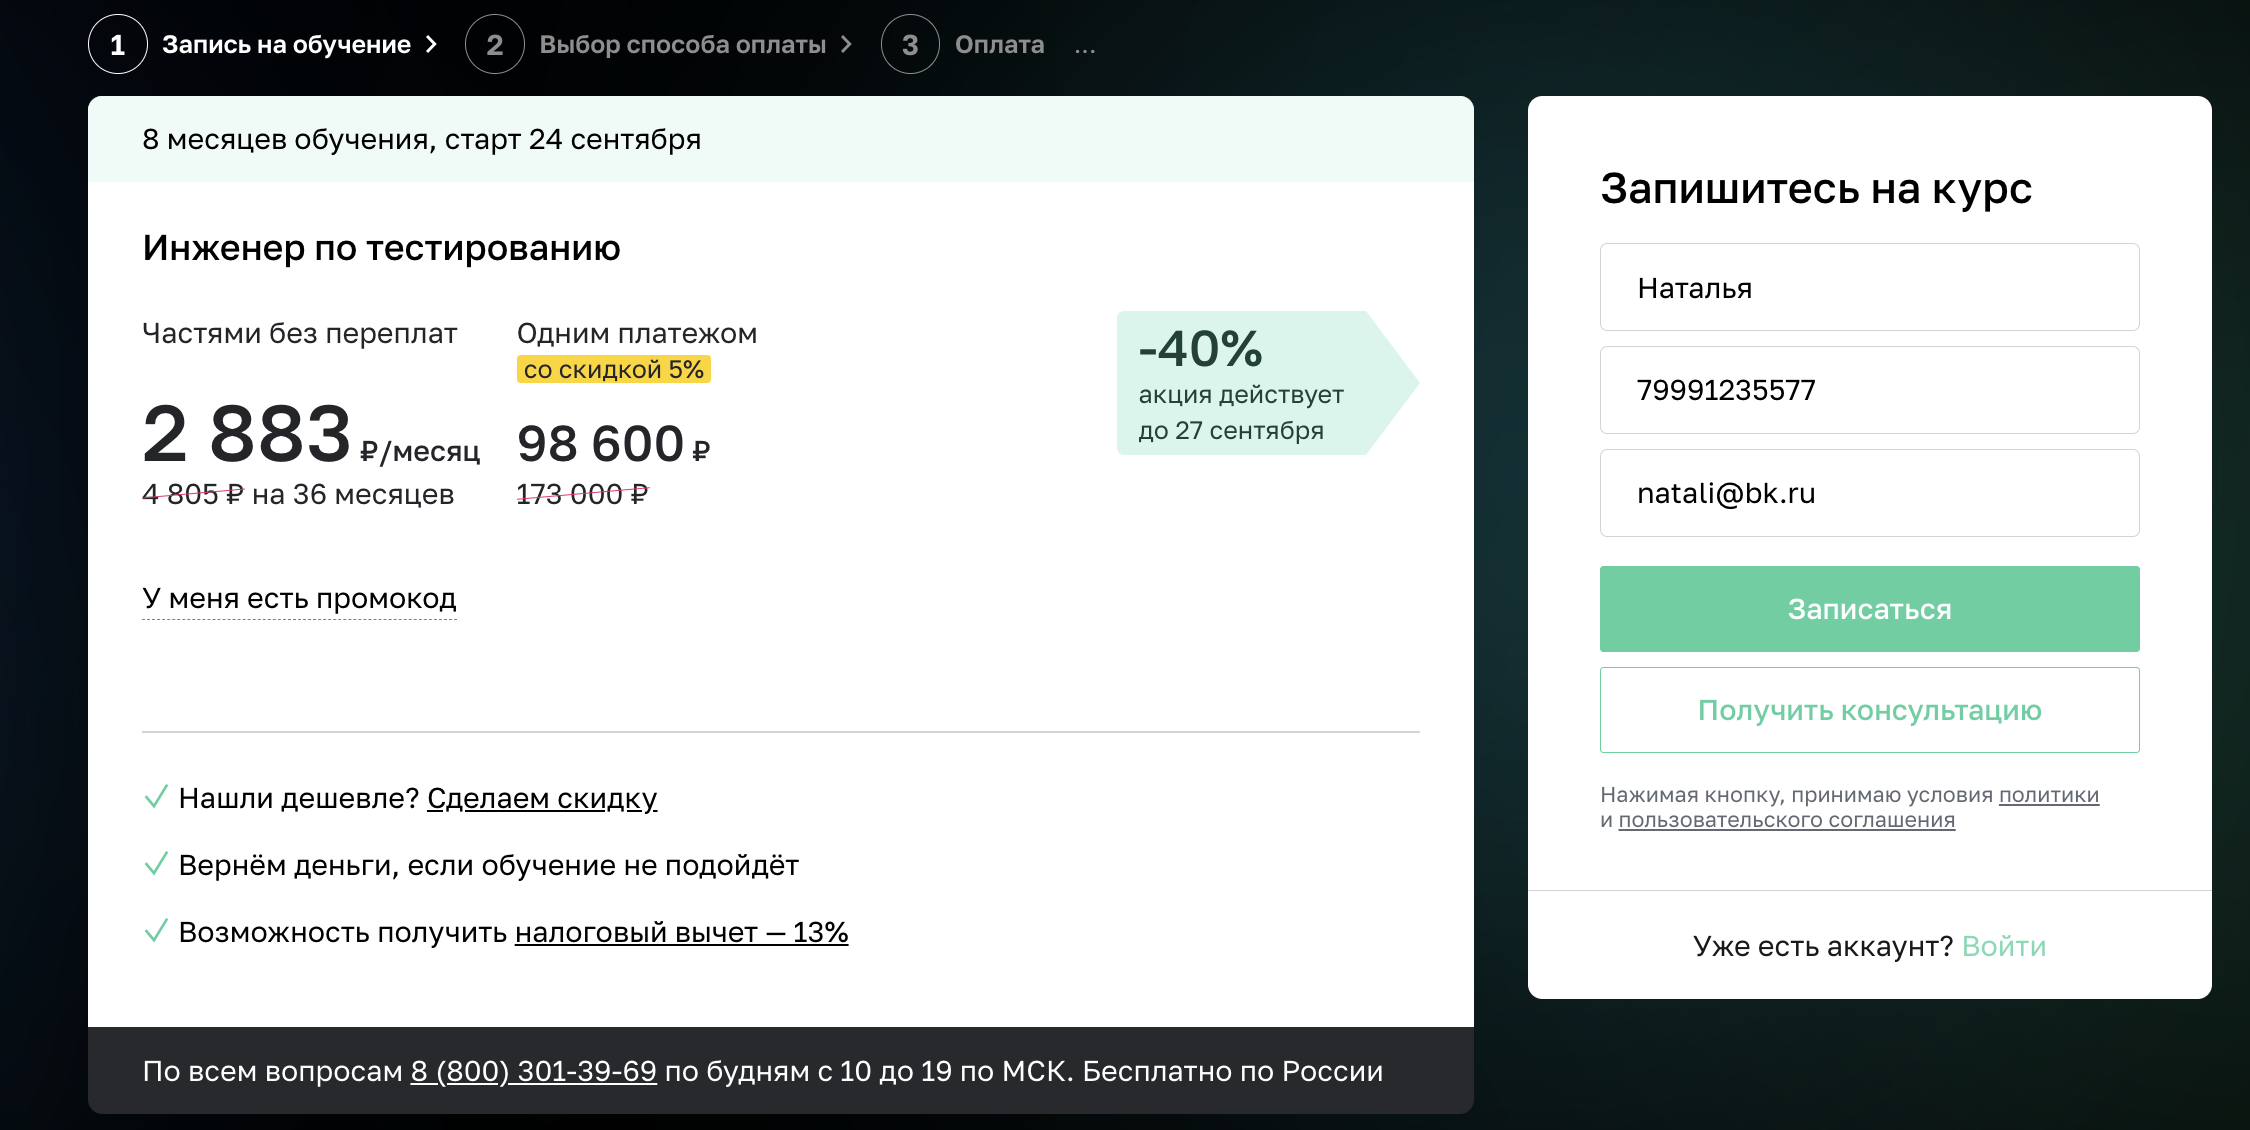 1 Запись на обучение > 2 Выбор способа оплаты > 3 Оплата ...
8 месяцев обучения, старт 24 сентября
Инженер по тестированию
Частями без переплат
2 883 ₽/месяц
4 805 ₽ на 36 месяцев
Одним платежом
со скидкой 5%
98 600 ₽
173 000 ₽
-40%
акция действует
до 27 сентября
У меня есть промокод
Нашли дешевле? Сделаем скидку
Вернём деньги, если обучение не подойдёт
Возможность получить налоговый вычет — 13%
По всем вопросам 8 (800) 301-39-69 по будням с 10 до 19 по МСК. Бесплатно по России
Запишитесь на курс
Наталья
79991235577
natali@bk.ru
Записаться
Получить консультацию
Нажимая кнопку, принимаю условия политики
и пользовательского соглашения
Уже есть аккаунт? Войти